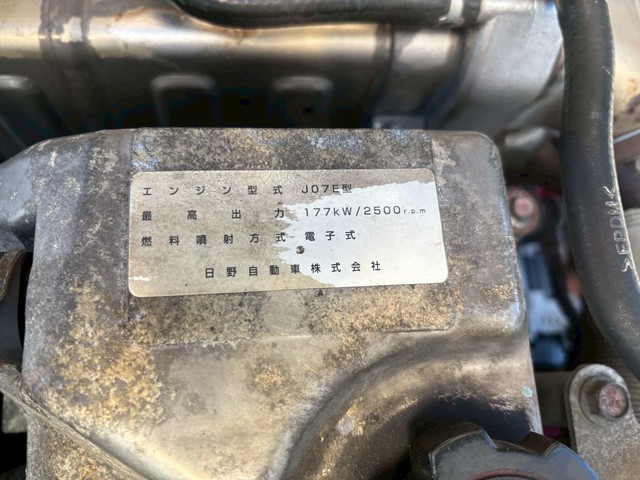 エンジン型式 J07E型
最高出力 177kW/2500r.p.m
燃料噴射方式 電子式
日野自動車株式会社
>EPDM<